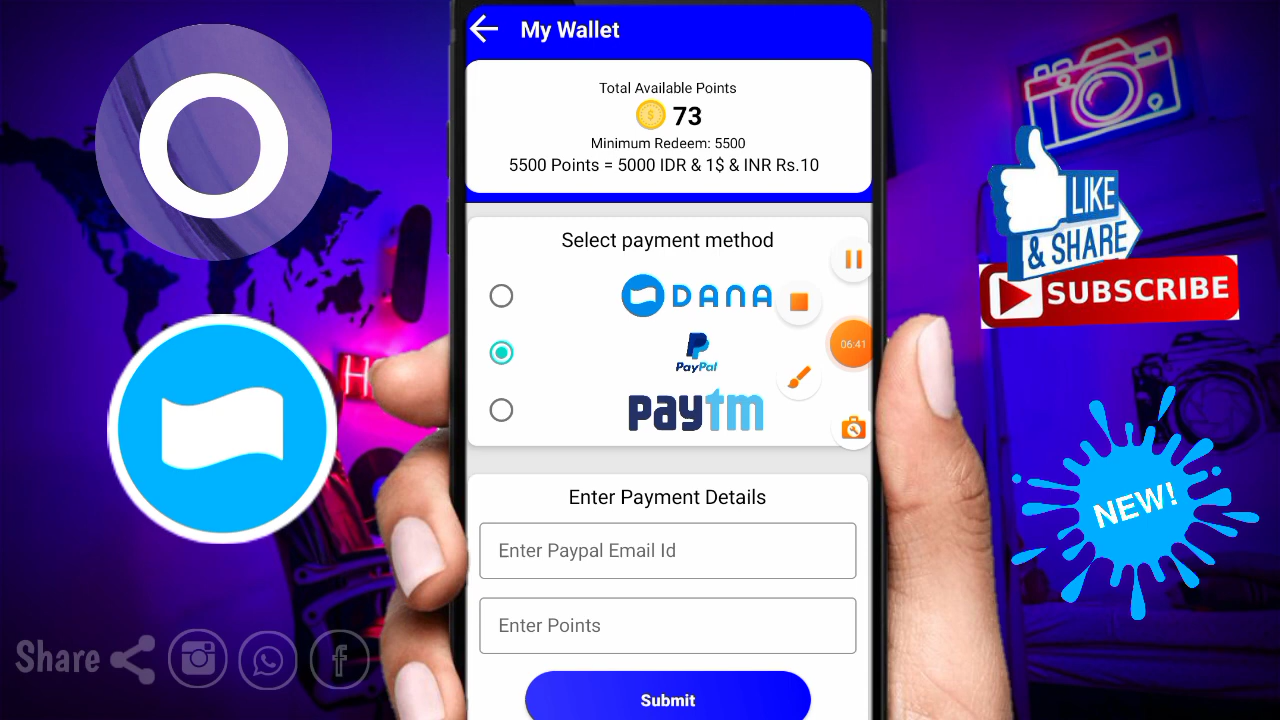 My Wallet
Total Available Points
73
Minimum Redeem: 5500
5500 Points = 5000 IDR & 1$ & INR Rs.10
Select payment method
DANA
PayPal
paytm
06:41
Enter Payment Details
Enter Paypal Email Id
Enter Points
Submit
LIKE
& SHARE
SUBSCRIBE
NEW!
H
Share